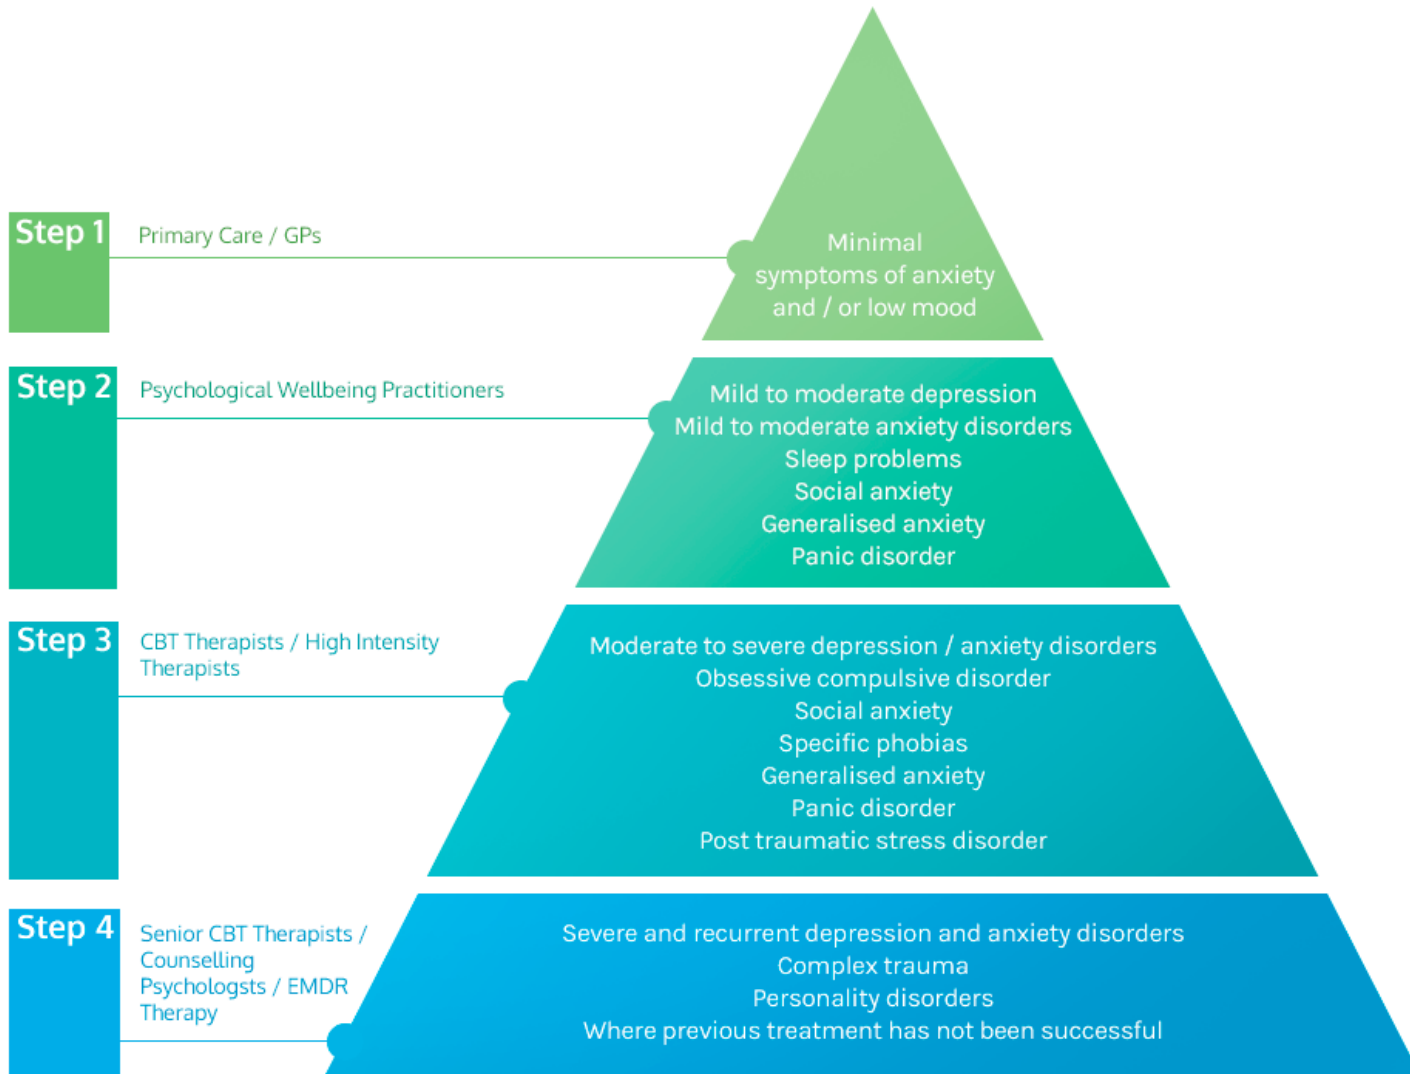 Step 1
Primary Care / GPs
Minimal
symptoms of anxiety
and / or low mood
Step 2
Psychological Wellbeing Practitioners
Mild to moderate depression
Mild to moderate anxiety disorders
Sleep problems
Social anxiety
Generalised anxiety
Panic disorder
Step 3
CBT Therapists / High Intensity
Therapists
Moderate to severe depression / anxiety disorders
Obsessive compulsive disorder
Social anxiety
Specific phobias
Generalised anxiety
Panic disorder
Post traumatic stress disorder
Step 4
Senior CBT Therapists /
Counselling
Psychologsts / EMDR
Therapy
Severe and recurrent depression and anxiety disorders
Complex trauma
Personality disorders
Where previous treatment has not been successful